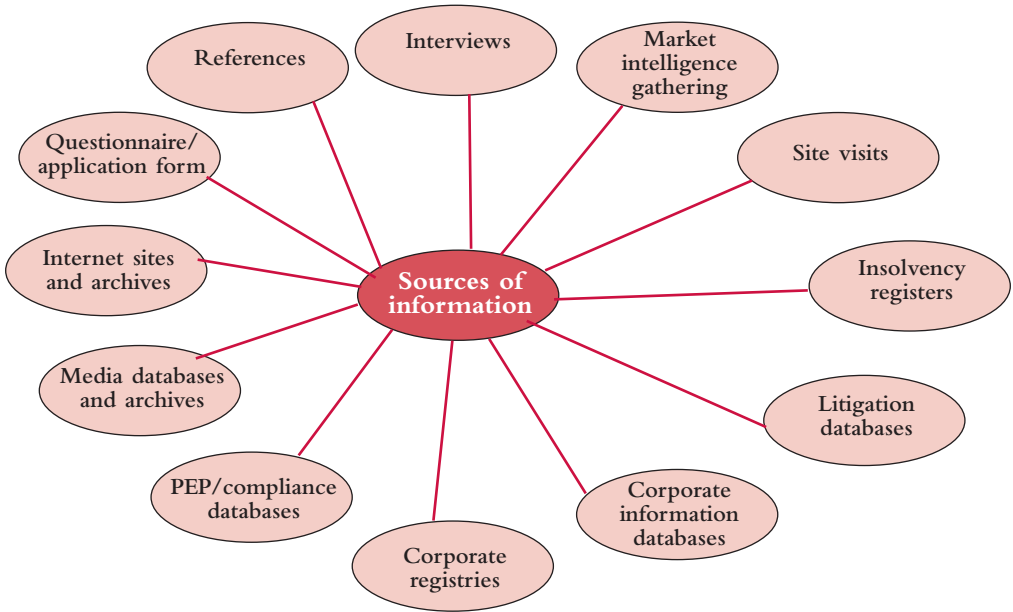 Interviews
Market
intelligence
gathering
References
Site visits
Questionnaire/
application form
Internet sites
and archives
Sources of
information
Insolvency
registers
Media databases
and archives
Litigation
databases
PEP/compliance
databases
Corporate
information
databases
Corporate
registries